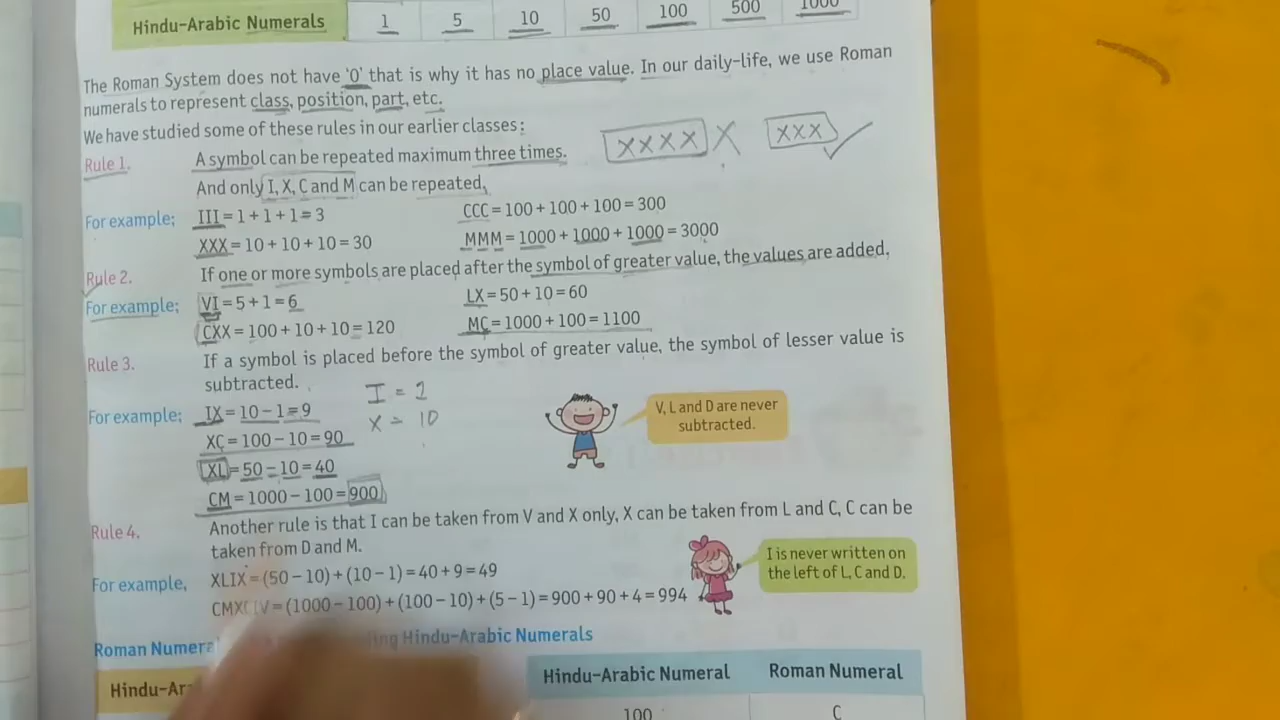 Hindu-Arabic Numerals 1 5 10 50 100 500 1000
The Roman System does not have '0' that is why it has no place value. In our daily-life, we use Roman
numerals to represent class, position, part, etc.
We have studied some of these rules in our earlier classes:
XXXX X XXX
Rule 1. A symbol can be repeated maximum three times.
And only I, X, C and M can be repeated,
For example; III = 1 + 1 + 1 = 3 CCC = 100 + 100 + 100 = 300
XXX = 10 + 10 + 10 = 30 MMM = 1000 + 1000 + 1000 = 3000
Rule 2. If one or more symbols are placed after the symbol of greater value, the values are added,
For example; VI = 5 + 1 = 6 LX = 50 + 10 = 60
CXX = 100 + 10 + 10 = 120 MC = 1000 + 100 = 1100
Rule 3. If a symbol is placed before the symbol of greater value, the symbol of lesser value is
subtracted.
I = 1
For example; IX = 10 – 1 = 9
X = 10
V, L and D are never
subtracted.
XC = 100 – 10 = 90
XL = 50 – 10 = 40
CM = 1000 – 100 = 900
Rule 4. Another rule is that I can be taken from V and X only, X can be taken from L and C, C can be
taken from D and M.
I is never written on
the left of L, C and D.
For example, XLIX = (50 – 10) + (10 – 1) = 40 + 9 = 49
= (1000 – 100) + (100 – 10) + (5 – 1) = 900 + 90 + 4 = 994
Roman Hindu-Arabic Numerals
Hindu-Arabic Numeral Roman Numeral
100 C